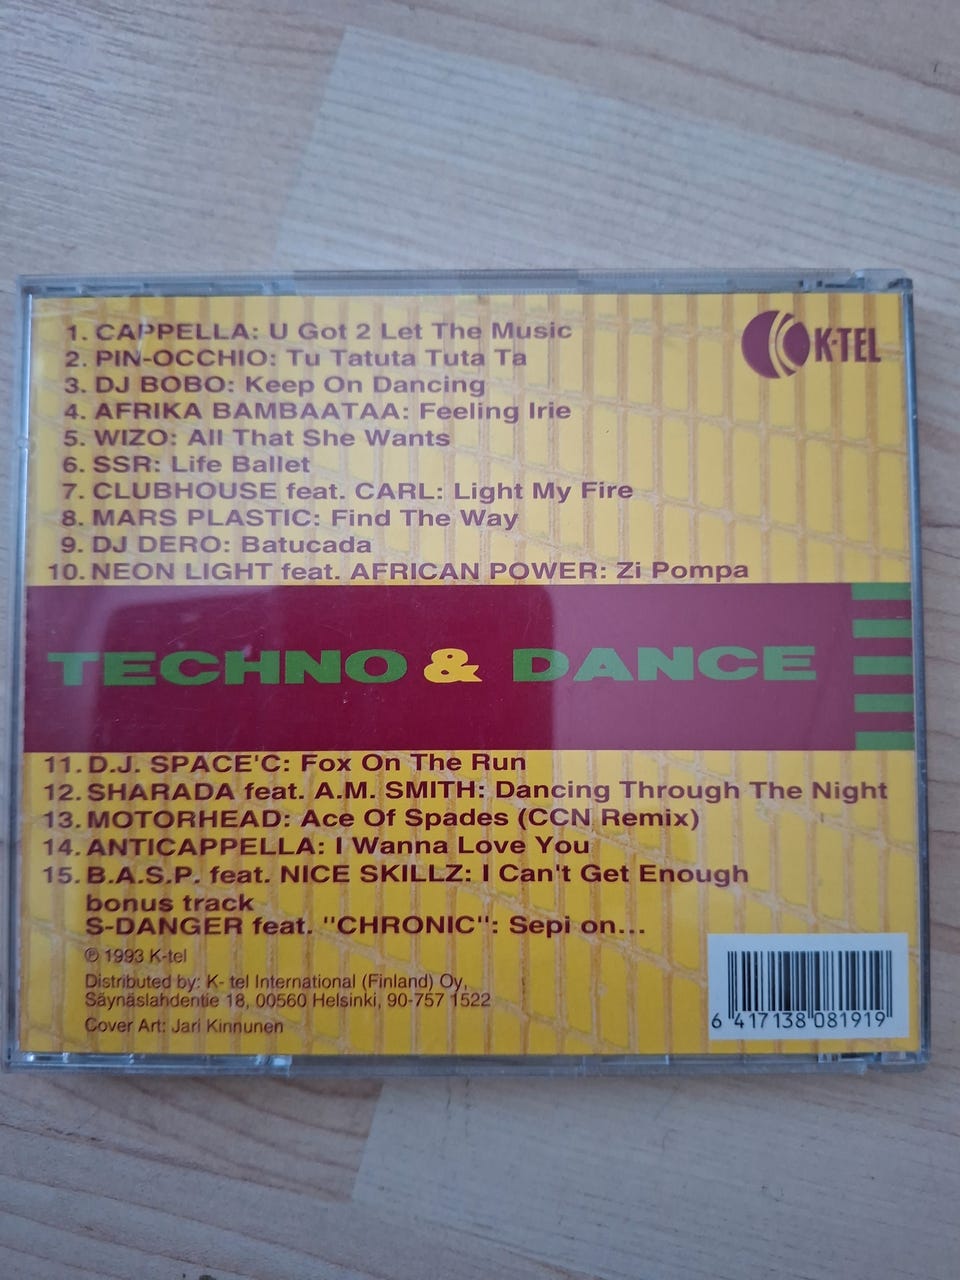 K-TEL
1. CAPPELLA: U Got 2 Let The Music
2. PIN-OCCHIO: Tu Tatuta Tuta Ta
3. DJ BOBO: Keep On Dancing
4. AFRIKA BAMBAATAA: Feeling Irie
5. WIZO: All That She Wants
6. SSR: Life Ballet
7. CLUBHOUSE feat. CARL: Light My Fire
8. MARS PLASTIC: Find The Way
9. DJ DERO: Batucada
10. NEON LIGHT feat. AFRICAN POWER: Zi Pompa
TECHNO & DANCE
11. D.J. SPACE'C: Fox On The Run
12. SHARADA feat. A.M. SMITH: Dancing Through The Night
13. MOTORHEAD: Ace Of Spades (CCN Remix)
14. ANTICAPPELLA: I Wanna Love You
15. B.A.S.P. feat. NICE SKILLZ: I Can't Get Enough
bonus track
S-DANGER feat. "CHRONIC": Sepi on...
℗ 1993 K-tel
Distributed by: K- tel International (Finland) Oy,
Säynäslahdentie 18, 00560 Helsinki, 90-757 1522
Cover Art: Jari Kinnunen
6 417138 081919